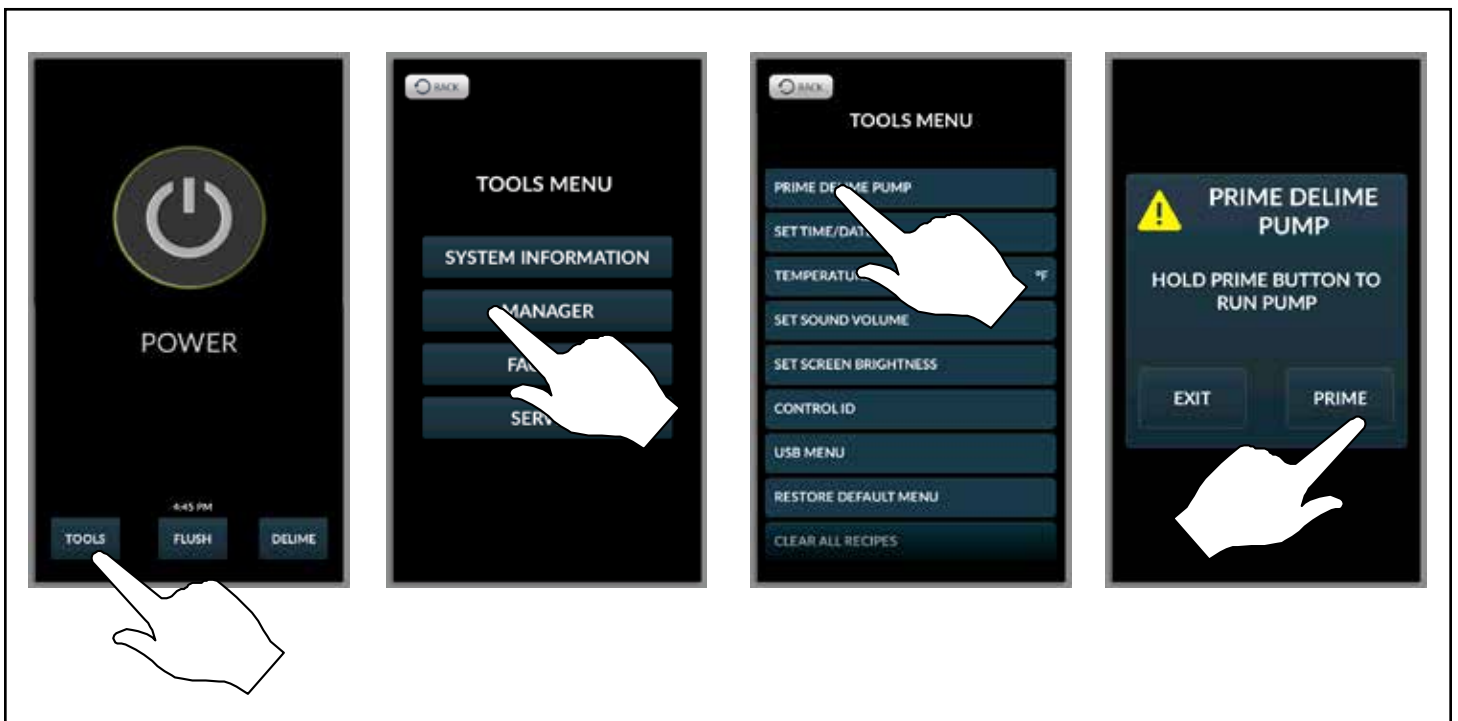 POWER
4:45 PM
TOOLS
FLUSH
DELIME
BACK
TOOLS MENU
SYSTEM INFORMATION
MANAGER
BACK
TOOLS MENU
PRIME DELIME PUMP
SET TIME/DAT
°F
SET SOUND VOLUME
SET SCREEN BRIGHTNESS
CONTROL ID
USB MENU
RESTORE DEFAULT MENU
CLEAR ALL RECIPES
PRIME DELIME
PUMP
HOLD PRIME BUTTON TO
RUN PUMP
EXIT
PRIME